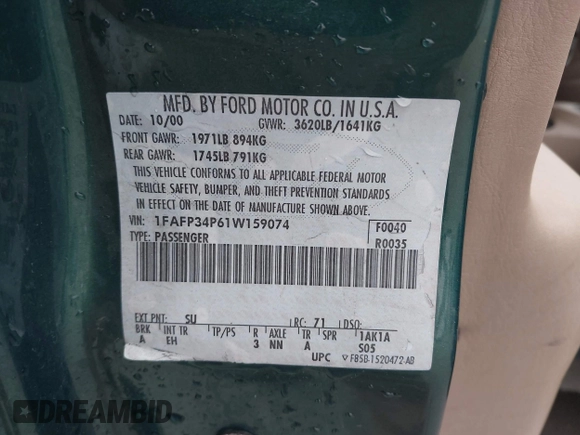 MFD. BY FORD MOTOR CO. IN U.S.A.
DATE: 10/00 GVWR: 3620LB/1641KG
FRONT GAWR: 1971LB 894KG
REAR GAWR: 1745LB 791KG
THIS VEHICLE CONFORMS TO ALL APPLICABLE FEDERAL MOTOR
VEHICLE SAFETY, BUMPER, AND THEFT PREVENTION STANDARDS
IN EFFECT ON THE DATE OF MANUFACTURE SHOWN ABOVE.
VIN: 1FAFP34P61W159074 F0040
TYPE: PASSENGER R0035
EXT PNT: SU RC: 71 DSO:
BRK INT TR TP/PS R AXLE TR SPR 1AK1A
A EH 3 NN A S05
UPC F85B-1520472-AB
DREAMBID